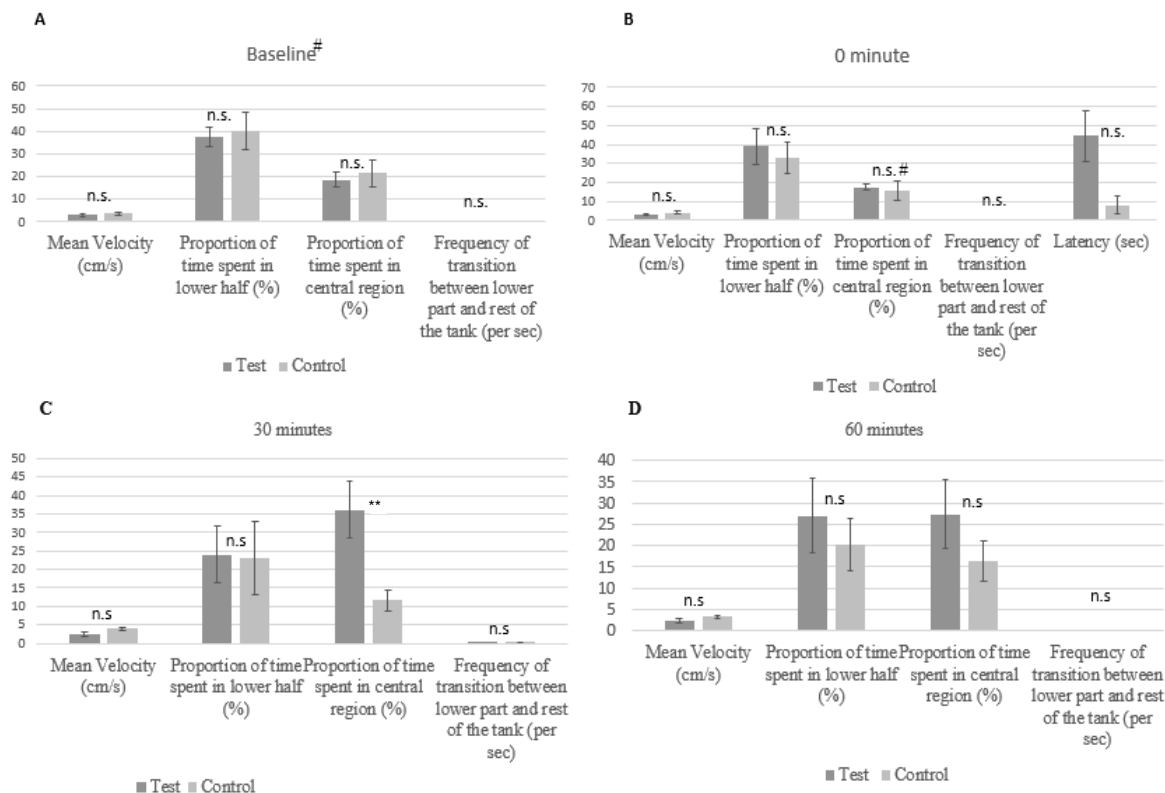 A
Baseline#
60
50
40
30
20
10
0
n.s.
n.s.
n.s.
n.s.
Mean Velocity
(cm/s)
Proportion of
time spent in
lower half (%)
Proportion of
time spent in
central region
(%)
Frequency of
transition
between lower
part and rest of
the tank (per sec)
Test Control
B
0 minute
70
60
50
40
30
20
10
0
n.s.
n.s.
n.s. #
n.s.
n.s.
Mean Velocity
(cm/s)
Proportion of
time spent in
lower half (%)
Proportion of
time spent in
central region
(%)
Frequency of
transition
between lower
part and rest of
the tank (per
sec)
Latency (sec)
Test Control
C
30 minutes
50
45
40
35
30
25
20
15
10
5
0
n.s
n.s
**
n.s
Mean Velocity
(cm/s)
Proportion of time
spent in lower half
(%)
Proportion of time
spent in central
region (%)
Frequency of
transition between
lower part and rest
of the tank (per
sec)
Test Control
D
60 minutes
40
35
30
25
20
15
10
5
0
n.s
n.s
n.s
n.s
Mean Velocity
(cm/s)
Proportion of time
spent in lower half
(%)
Proportion of time
spent in central
region (%)
Frequency of
transition between
lower part and rest
of the tank (per
sec)
Test Control